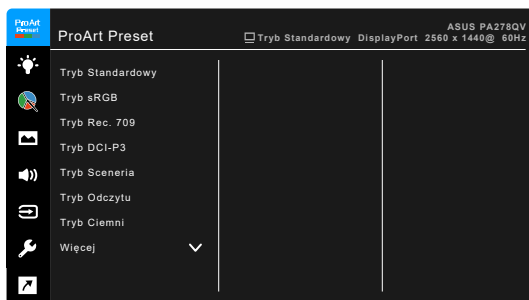 ProArt
Preset
ProArt Preset
ASUS PA278QV
Tryb Standardowy DisplayPort 2560 x 1440@ 60Hz
Tryb Standardowy
Tryb sRGB
Tryb Rec. 709
Tryb DCI-P3
Tryb Sceneria
Tryb Odczytu
Tryb Ciemni
Więcej